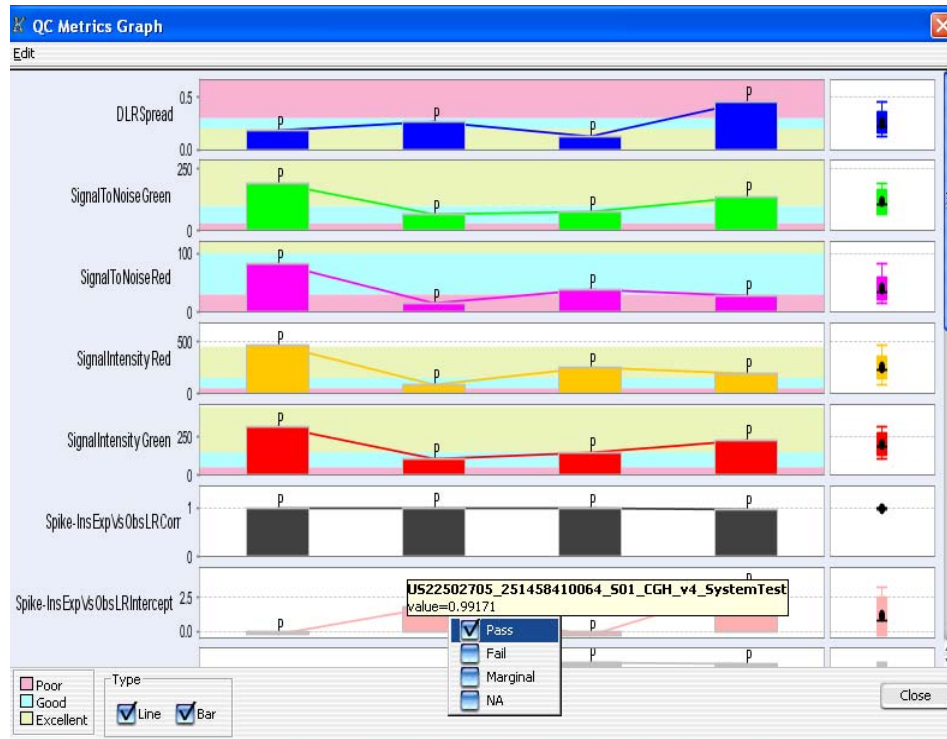 QC Metrics Graph
Edit
DLRSpread
0.5
0.0
P P P P
SignalToNoiseGreen
250
0
P P P P
SignalToNoiseRed
100
0
P P P P
SignalIntensityRed
500
0
P P P P
SignalIntensityGreen
250
0
P P P P
Spike-InsExpVsObsLRCorr
1
0
P P P P
Spike-InsExpVsObsLRIntercept
2.5
0.0
P P
US22502705_251458410064_S01_CGH_v4_SystemTest
value=0.99171
Pass
Fail
Marginal
NA
P P
Poor
Good
Excellent
Type
Line
Bar
Close